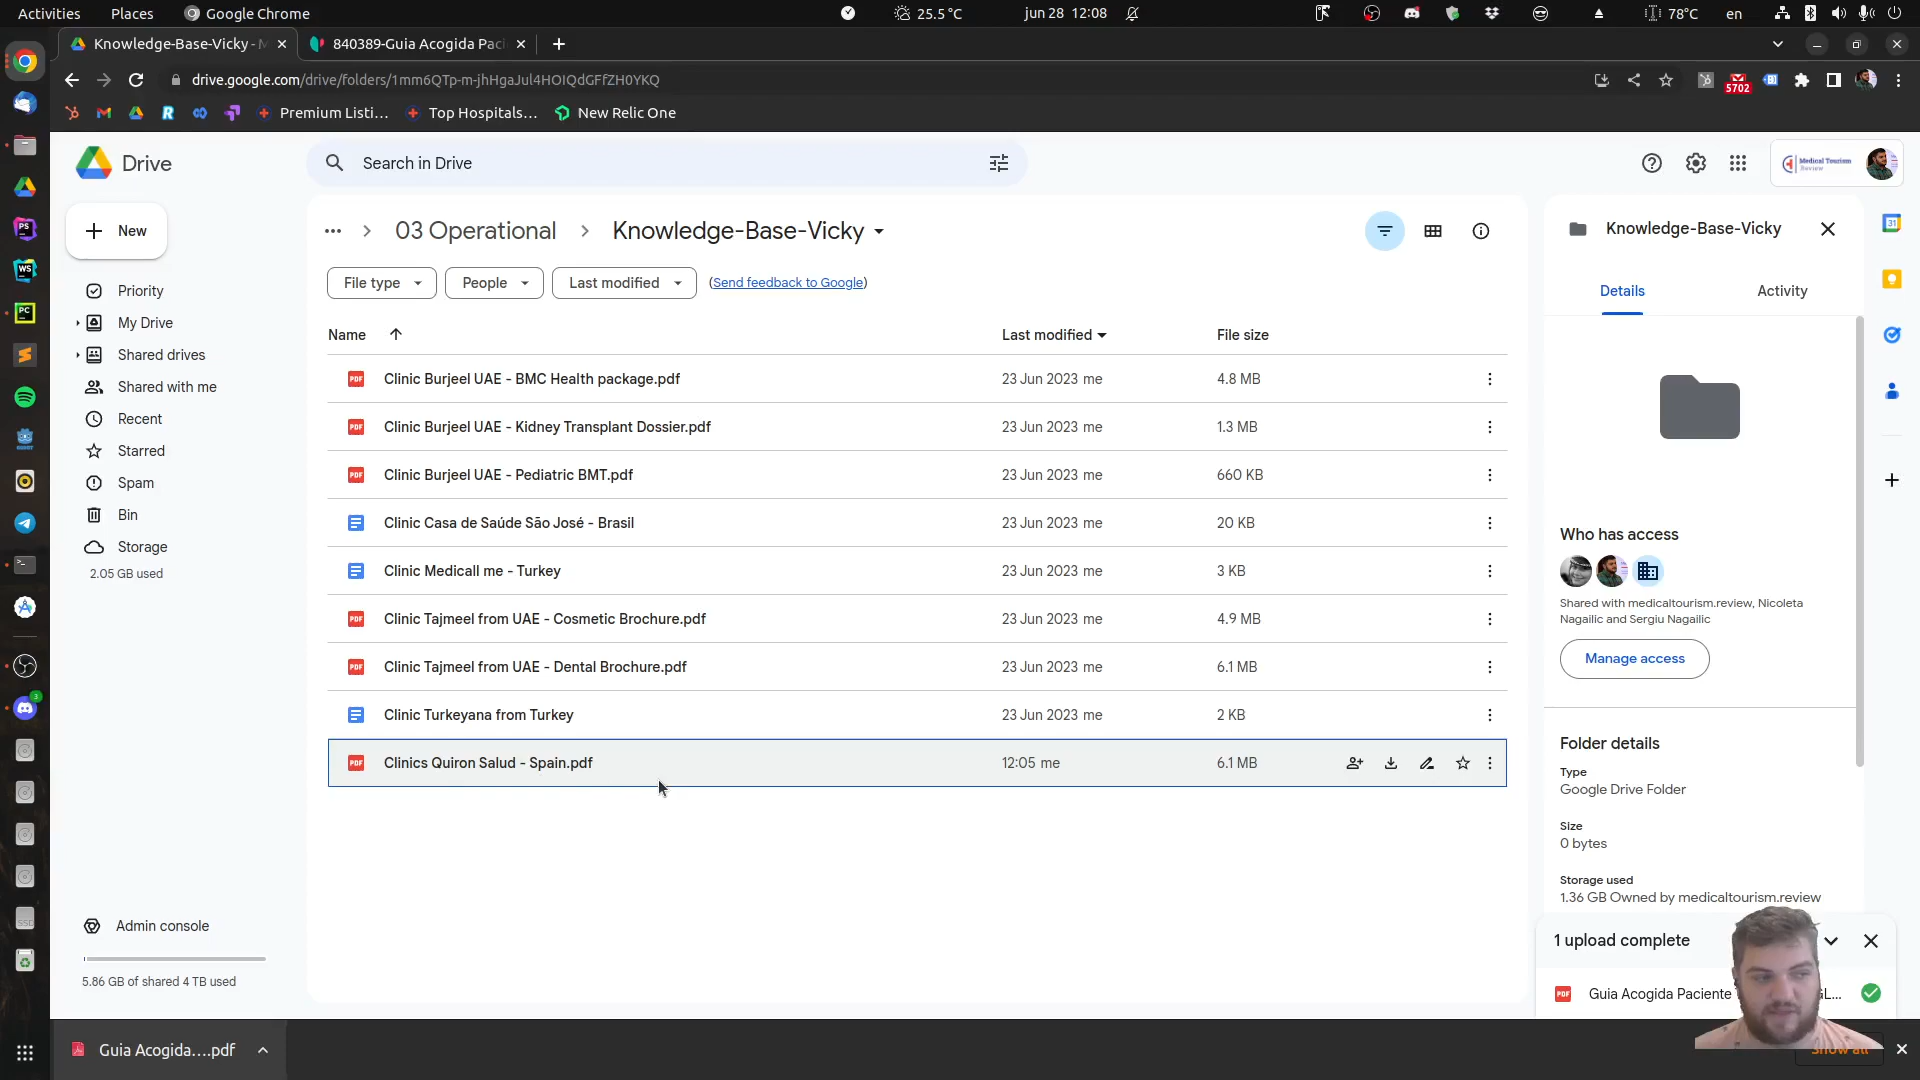 Activities Places Google Chrome 25.5 °C jun 28 12:08 78°C en
Knowledge-Base-Vicky - 840389-Guia Acogida Pac
drive.google.com/drive/folders/1mm6QTp-m-jhHgaJul4HOIQdGFfZH0YKQ 5702
Premium Listi... Top Hospitals... New Relic One
Drive Search in Drive Medical Tourism
Review
New
... 03 Operational Knowledge-Base-Vicky
File type People Last modified (Send feedback to Google)
Name Last modified File size
Clinic Burjeel UAE - BMC Health package.pdf 23 Jun 2023 me 4.8 MB
Clinic Burjeel UAE - Kidney Transplant Dossier.pdf 23 Jun 2023 me 1.3 MB
Clinic Burjeel UAE - Pediatric BMT.pdf 23 Jun 2023 me 660 KB
Clinic Casa de Saúde São José - Brasil 23 Jun 2023 me 20 KB
Clinic Medicall me - Turkey 23 Jun 2023 me 3 KB
Clinic Tajmeel from UAE - Cosmetic Brochure.pdf 23 Jun 2023 me 4.9 MB
Clinic Tajmeel from UAE - Dental Brochure.pdf 23 Jun 2023 me 6.1 MB
Clinic Turkeyana from Turkey 23 Jun 2023 me 2 KB
Clinics Quiron Salud - Spain.pdf 12:05 me 6.1 MB
Priority
My Drive
Shared drives
Shared with me
Recent
Starred
Spam
Bin
Storage
2.05 GB used
Admin console
5.86 GB of shared 4 TB used
Knowledge-Base-Vicky
Details Activity
Who has access
Shared with medicaltourism.review, Nicoleta
Nagailic and Sergiu Nagailic
Manage access
Folder details
Type
Google Drive Folder
Size
0 bytes
Storage used
1.36 GB Owned by medicaltourism.review
1 upload complete
Guia Acogida Paciente GL...
Guia Acogida....pdf Show all